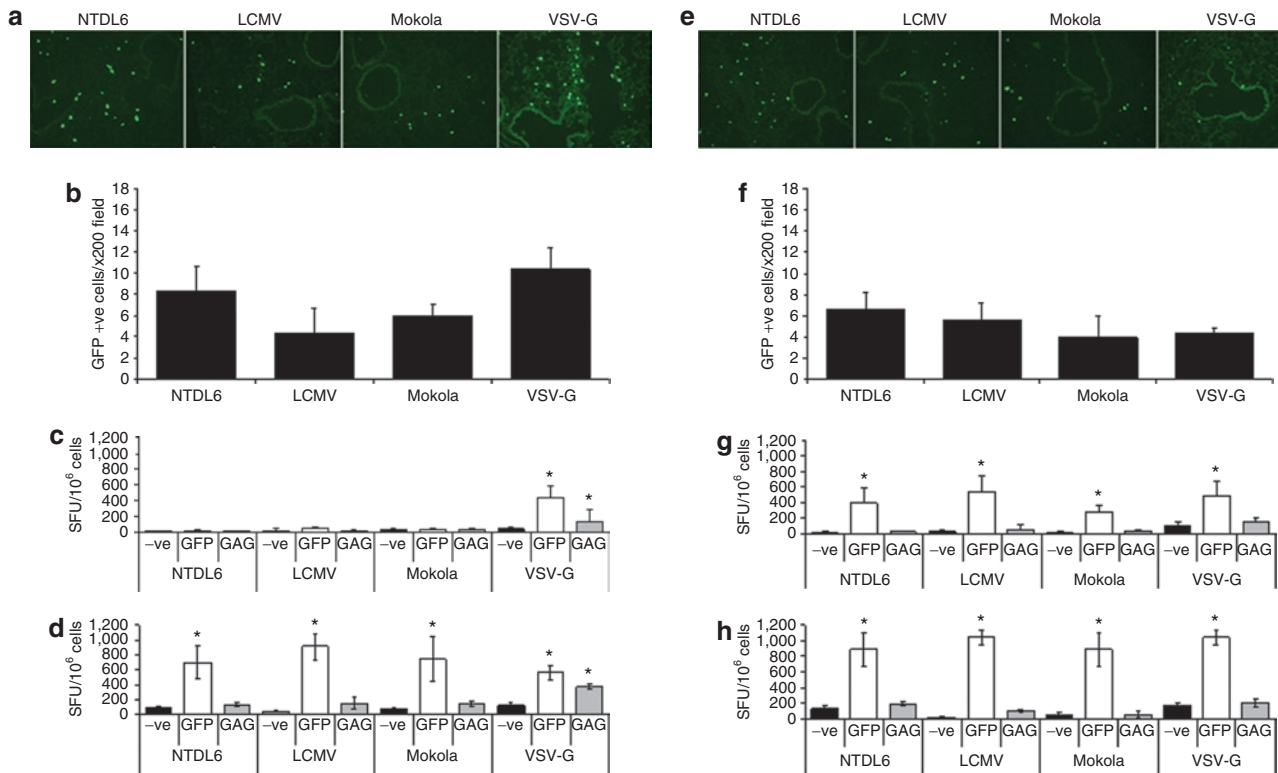 a
NTDL6 LCMV Mokola VSV-G
b
GFP +ve cells/x200 field
18
16
14
12
10
8
6
4
2
0
NTDL6 LCMV Mokola VSV-G
c
SFU/10⁶ cells
1,200
1,000
800
600
400
200
0
* *
–ve GFP GAG –ve GFP GAG –ve GFP GAG –ve GFP GAG
NTDL6 LCMV Mokola VSV-G
d
SFU/10⁶ cells
1,200
1,000
800
600
400
200
0
* * * * *
–ve GFP GAG –ve GFP GAG –ve GFP GAG –ve GFP GAG
NTDL6 LCMV Mokola VSV-G
e
NTDL6 LCMV Mokola VSV-G
f
GFP +ve cells/x200 field
18
16
14
12
10
8
6
4
2
0
NTDL6 LCMV Mokola VSV-G
g
SFU/10⁶ cells
1,200
1,000
800
600
400
200
0
* * * *
–ve GFP GAG –ve GFP GAG –ve GFP GAG –ve GFP GAG
NTDL6 LCMV Mokola VSV-G
h
SFU/10⁶ cells
1,200
1,000
800
600
400
200
0
* * * *
–ve GFP GAG –ve GFP GAG –ve GFP GAG –ve GFP GAG
NTDL6 LCMV Mokola VSV-G